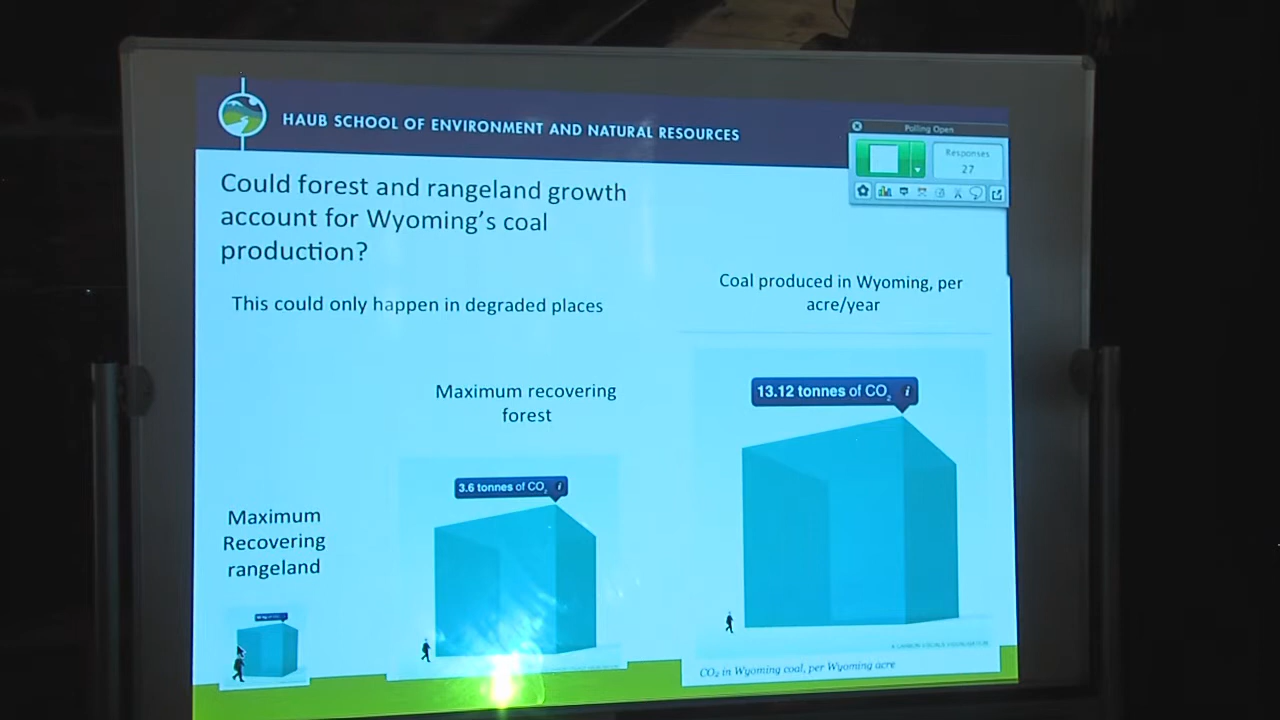 HAUB SCHOOL OF ENVIRONMENT AND NATURAL RESOURCES
Polling Open
Responses
27
Could forest and rangeland growth
account for Wyoming's coal
production?
This could only happen in degraded places
Coal produced in Wyoming, per
acre/year
Maximum recovering
forest
13.12 tonnes of CO₂ i
3.6 tonnes of CO₂ i
Maximum
Recovering
rangeland
CO₂ in Wyoming coal, per Wyoming acre